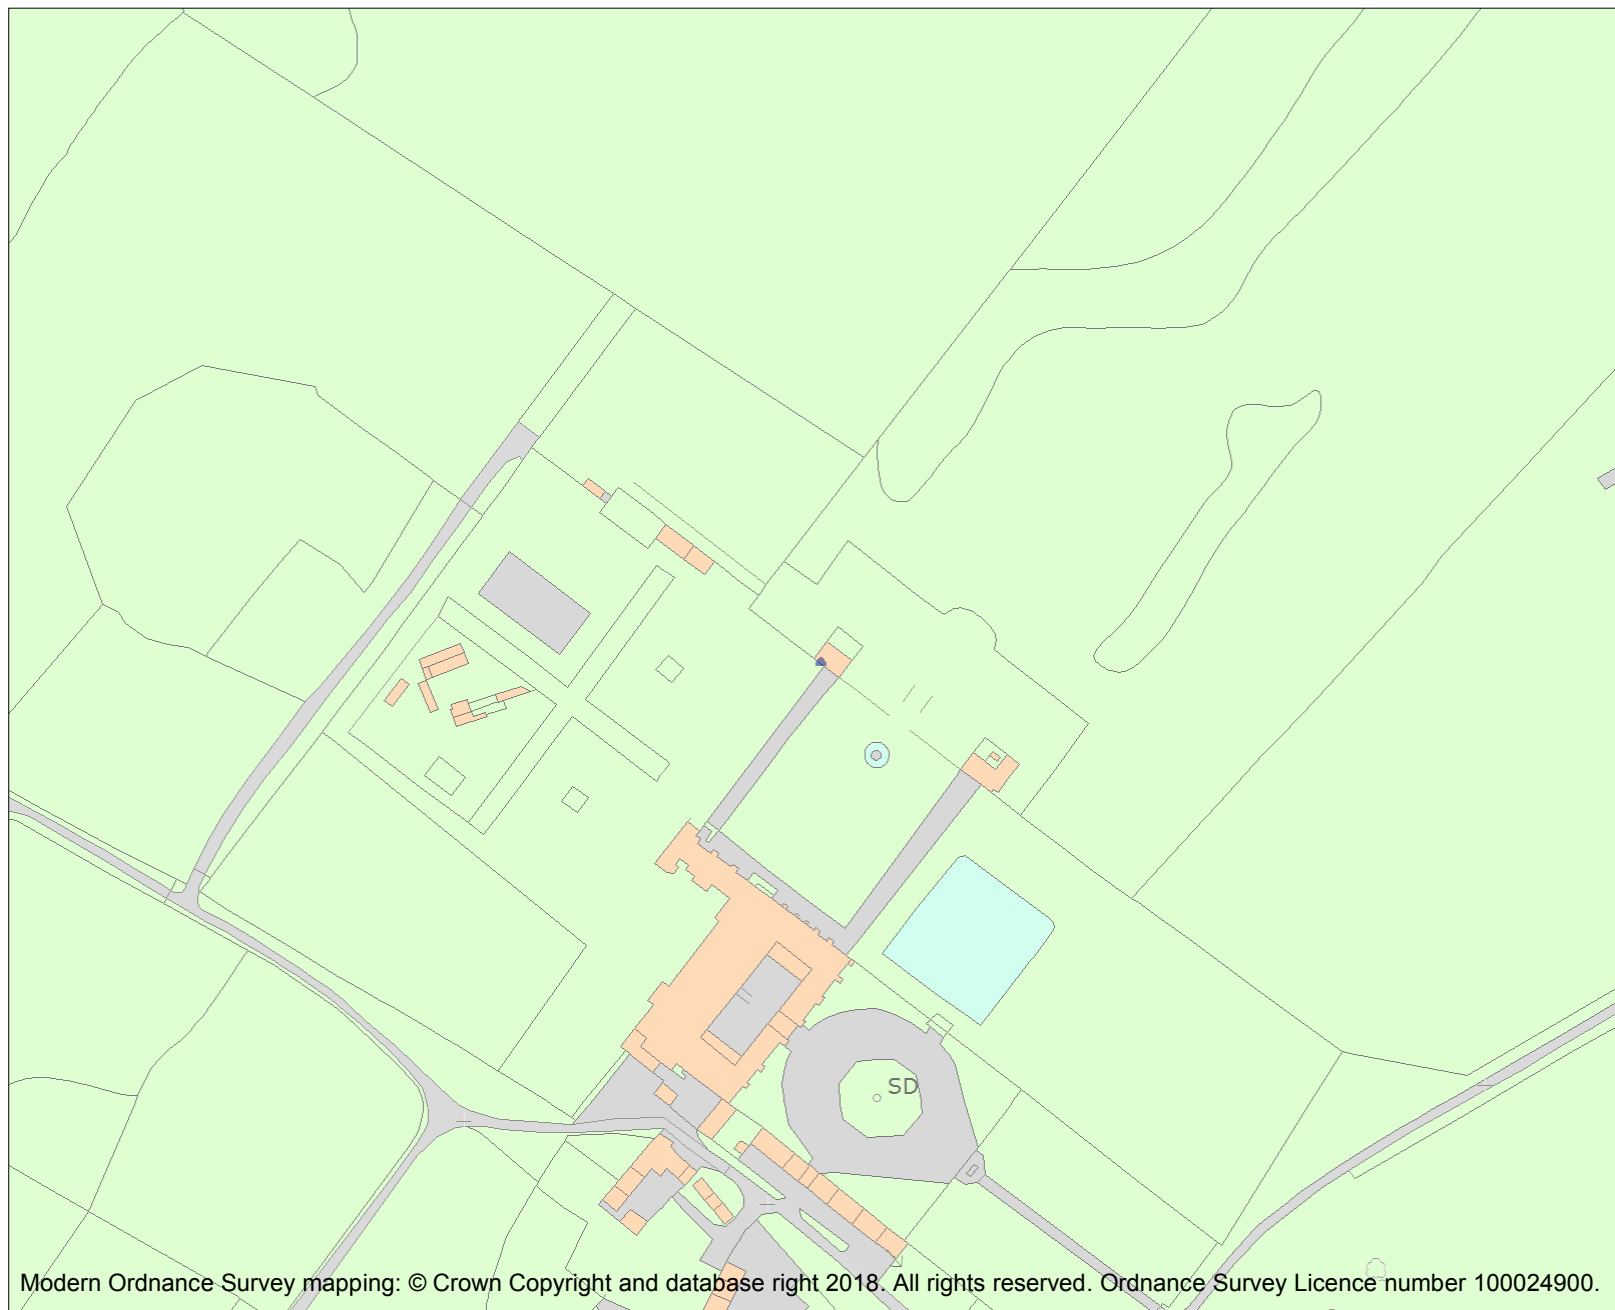 SD
Modern Ordnance Survey mapping: © Crown Copyright and database right 2018. All rights reserved. Ordnance Survey Licence number 100024900.